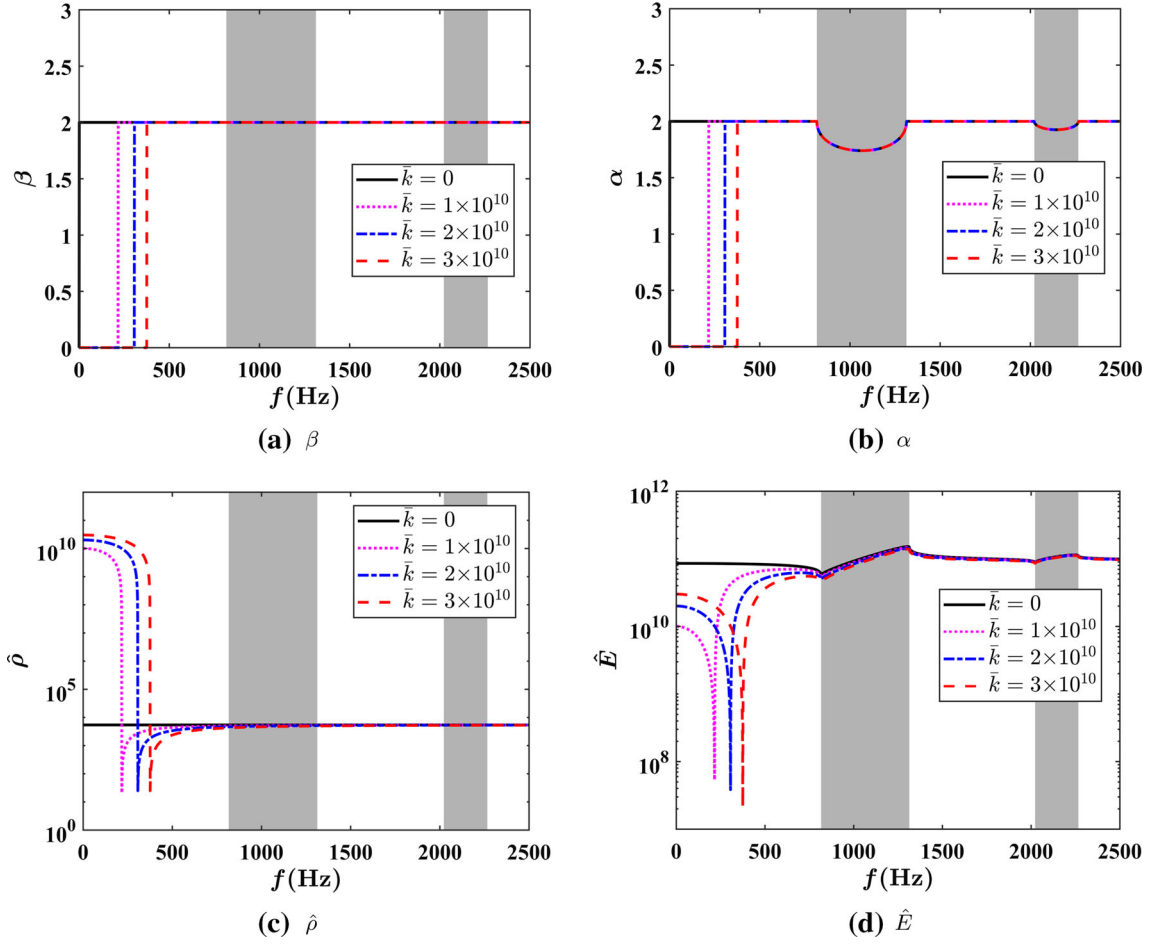 3
2.5
2
1.5
1
0.5
0
β
k̄ = 0
k̄ = 1×10¹⁰
k̄ = 2×10¹⁰
k̄ = 3×10¹⁰
0 500 1000 1500 2000 2500
f(Hz)
(a) β
3
2.5
2
1.5
1
0.5
0
α
k̄ = 0
k̄ = 1×10¹⁰
k̄ = 2×10¹⁰
k̄ = 3×10¹⁰
0 500 1000 1500 2000 2500
f(Hz)
(b) α
10¹⁰
10⁵
10⁰
ρ̂
k̄ = 0
k̄ = 1×10¹⁰
k̄ = 2×10¹⁰
k̄ = 3×10¹⁰
0 500 1000 1500 2000 2500
f(Hz)
(c) ρ̂
10¹²
10¹⁰
10⁸
Ê
k̄ = 0
k̄ = 1×10¹⁰
k̄ = 2×10¹⁰
k̄ = 3×10¹⁰
0 500 1000 1500 2000 2500
f(Hz)
(d) Ê